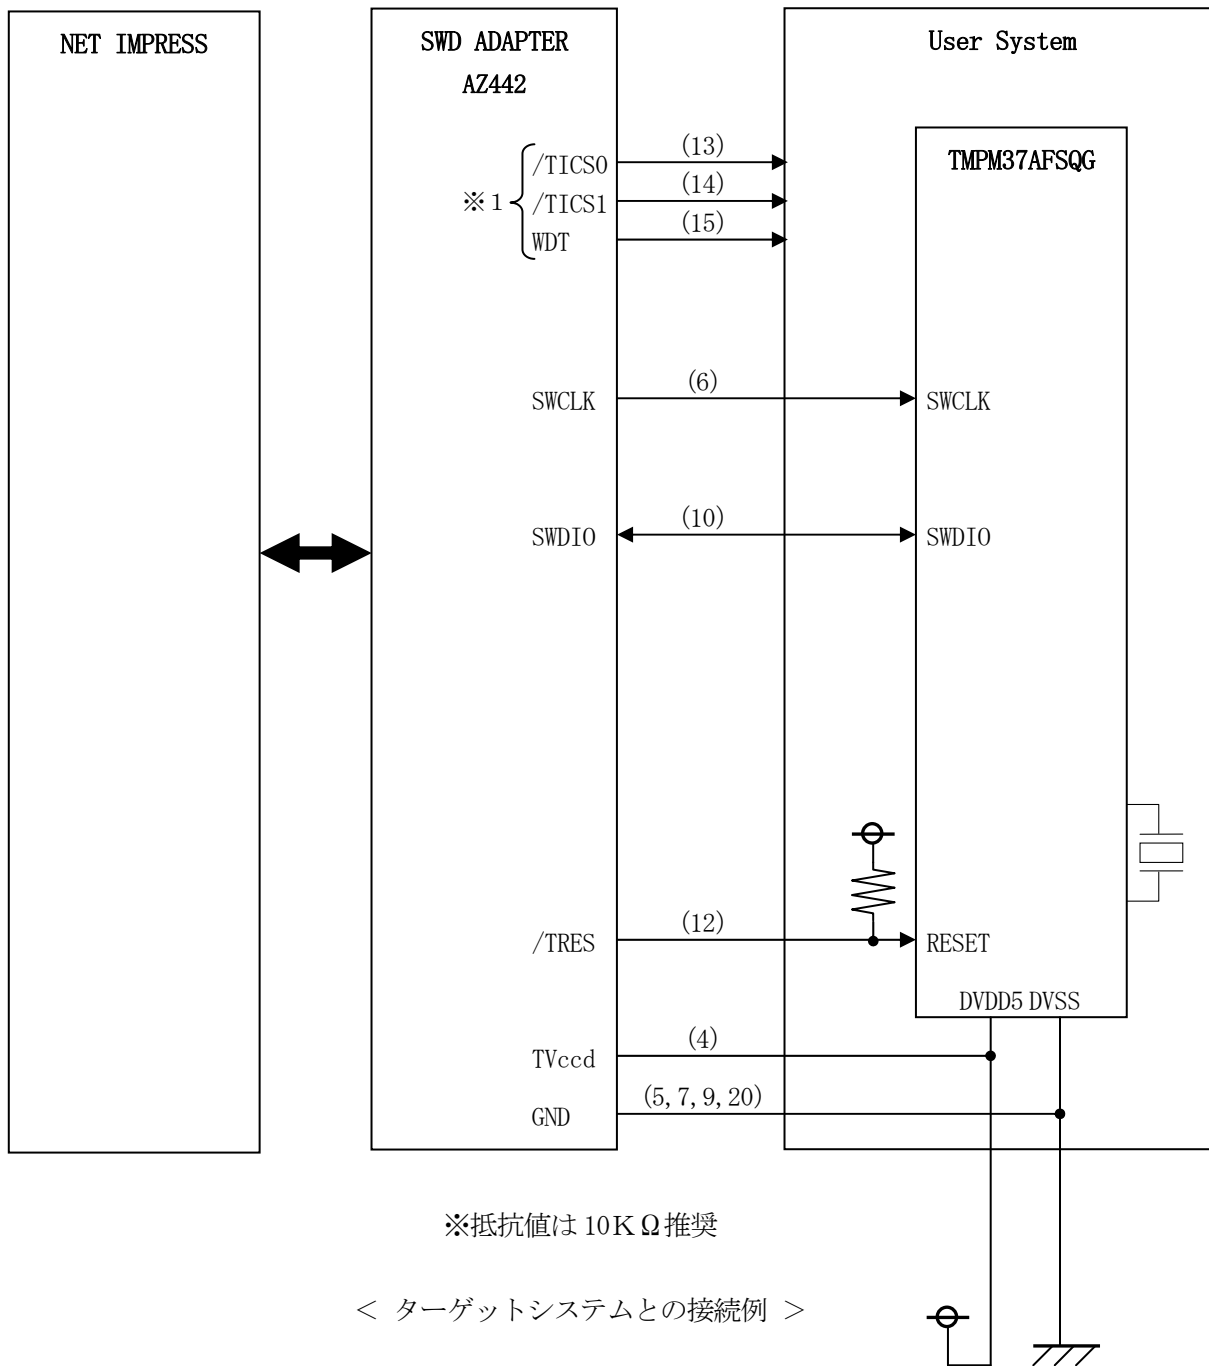 NET IMPRESS
SWD ADAPTER
AZ442
User System
TMPM37AFSQG
※1
/TICS0
(13)
/TICS1
(14)
WDT
(15)
SWCLK
(6)
SWCLK
SWDIO
(10)
SWDIO
/TRES
(12)
RESET
DVDD5 DVSS
TVccd
(4)
GND
(5,7,9,20)
※抵抗値は 10KΩ推奨
< ターゲットシステムとの接続例 >